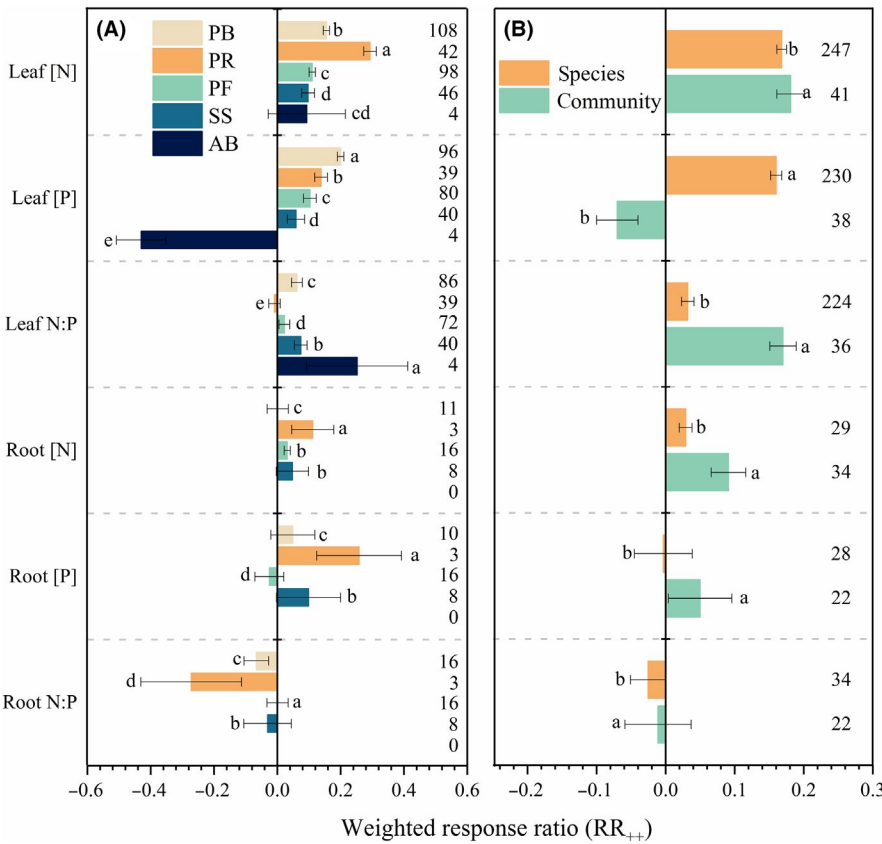 (A)
PB
PR
PF
SS
AB
Leaf [N]
b 108
a 42
c 98
d 46
cd 4
Leaf [P]
a 96
b 39
c 80
d 40
e 4
Leaf N:P
c 86
e 39
d 72
b 40
a 4
Root [N]
c 11
a 3
b 16
b 8
0
Root [P]
c 10
a 3
d 16
b 8
0
Root N:P
c 16
d 3
a 16
b 8
0
−0.6 −0.4 −0.2 0.0 0.2 0.4 0.6
(B)
Species
Community
b 247
a 41
a 230
b 38
b 224
a 36
b 29
a 34
b 28
a 22
b 34
a 22
−0.2 −0.1 0.0 0.1 0.2 0.3
Weighted response ratio (RR++)